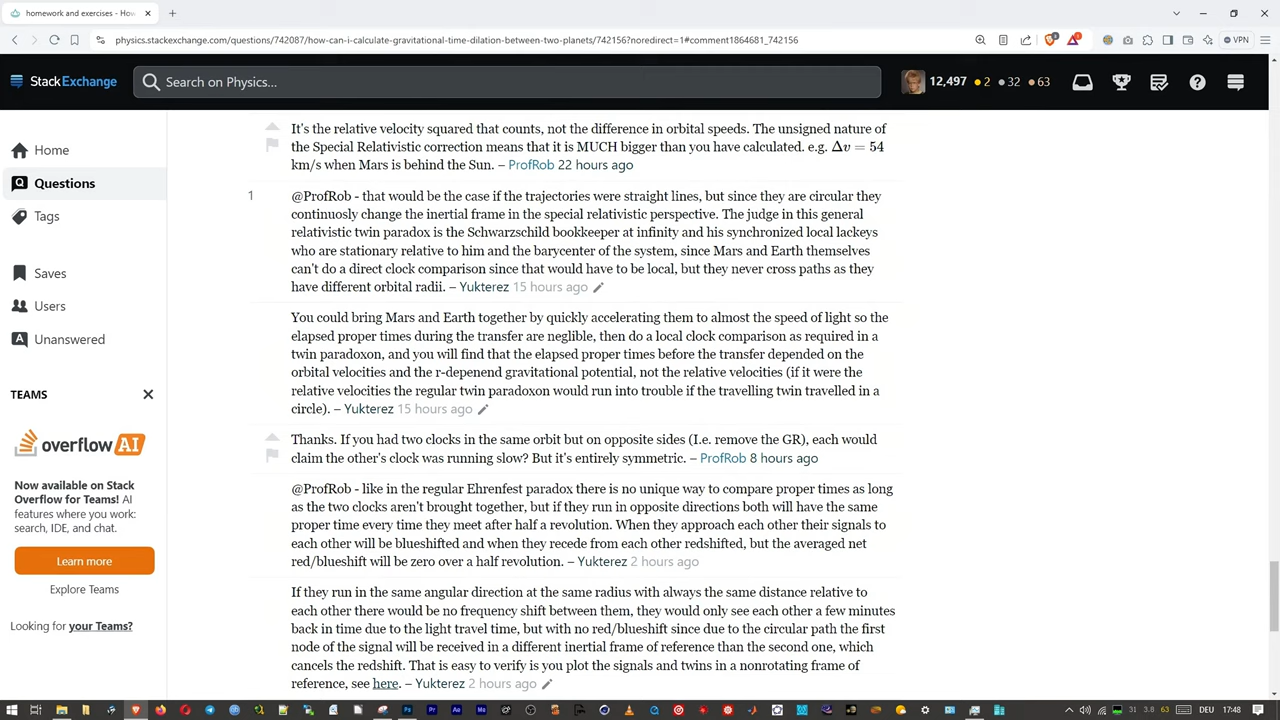 homework and exercises - How
physics.stackexchange.com/questions/742087/how-can-i-calculate-gravitational-time-dilation-between-two-planets/742156?noredirect=1#comment1864681_742156
VPN
StackExchange
Search on Physics...
12,497 2 32 63
Home
Questions
Tags
Saves
Users
Unanswered
TEAMS
overflowAI
Now available on Stack
Overflow for Teams! AI
features where you work:
search, IDE, and chat.
Learn more
Explore Teams
Looking for your Teams?
It's the relative velocity squared that counts, not the difference in orbital speeds. The unsigned nature of
the Special Relativistic correction means that it is MUCH bigger than you have calculated. e.g. Δv = 54
km/s when Mars is behind the Sun. – ProfRob 22 hours ago
1
@ProfRob - that would be the case if the trajectories were straight lines, but since they are circular they
continuosly change the inertial frame in the special relativistic perspective. The judge in this general
relativistic twin paradox is the Schwarzschild bookkeeper at infinity and his synchronized local lackeys
who are stationary relative to him and the barycenter of the system, since Mars and Earth themselves
can't do a direct clock comparison since that would have to be local, but they never cross paths as they
have different orbital radii. – Yukterez 15 hours ago
You could bring Mars and Earth together by quickly accelerating them to almost the speed of light so the
elapsed proper times during the transfer are neglible, then do a local clock comparison as required in a
twin paradoxon, and you will find that the elapsed proper times before the transfer depended on the
orbital velocities and the r-depenend gravitational potential, not the relative velocities (if it were the
relative velocities the regular twin paradoxon would run into trouble if the travelling twin travelled in a
circle). – Yukterez 15 hours ago
Thanks. If you had two clocks in the same orbit but on opposite sides (I.e. remove the GR), each would
claim the other's clock was running slow? But it's entirely symmetric. – ProfRob 8 hours ago
@ProfRob - like in the regular Ehrenfest paradox there is no unique way to compare proper times as long
as the two clocks aren't brought together, but if they run in opposite directions both will have the same
proper time every time they meet after half a revolution. When they approach each other their signals to
each other will be blueshifted and when they recede from each other redshifted, but the averaged net
red/blueshift will be zero over a half revolution. – Yukterez 2 hours ago
If they run in the same angular direction at the same radius with always the same distance relative to
each other there would be no frequency shift between them, they would only see each other a few minutes
back in time due to the light travel time, but with no red/blueshift since due to the circular path the first
node of the signal will be received in a different inertial frame of reference than the second one, which
cancels the redshift. That is easy to verify is you plot the signals and twins in a nonrotating frame of
reference, see here. – Yukterez 2 hours ago
31 3.8 63 DEU 17:48